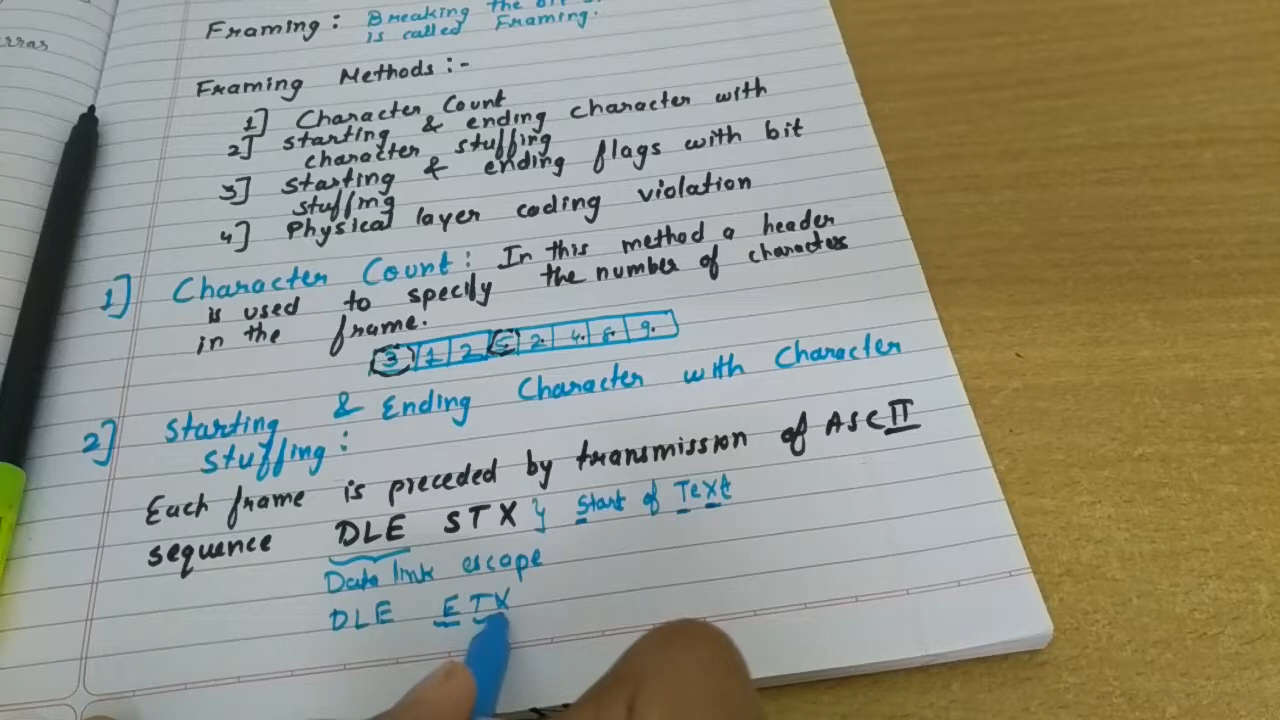 Framing : Breaking the bit
is called Framing.
Framing Methods :-
1] Character Count
2] Starting & ending character with
character stuffing
3] Starting & ending flags with bit
stuffing
4] Physical layer coding violation
1] Character Count : In this method a header
is used to specify the number of characters
in the frame.
3 1 2 5 2. 4. 8. 9.
2] Starting & Ending Character with Character
Stuffing :
Each frame is preceded by transmission of ASCII
sequence DLE STX } Start of Text
Data link escape
DLE ETX